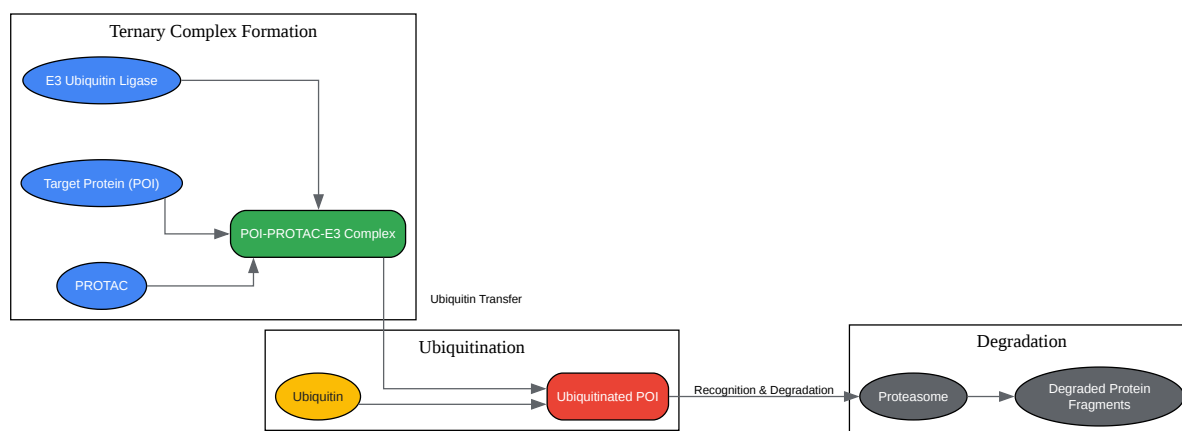 Ternary Complex Formation
E3 Ubiquitin Ligase
Target Protein (POI)
POI-PROTAC-E3 Complex
PROTAC
Ubiquitin Transfer
Ubiquitination
Ubiquitin
Ubiquitinated POI
Recognition & Degradation
Degradation
Proteasome
Degraded Protein
Fragments